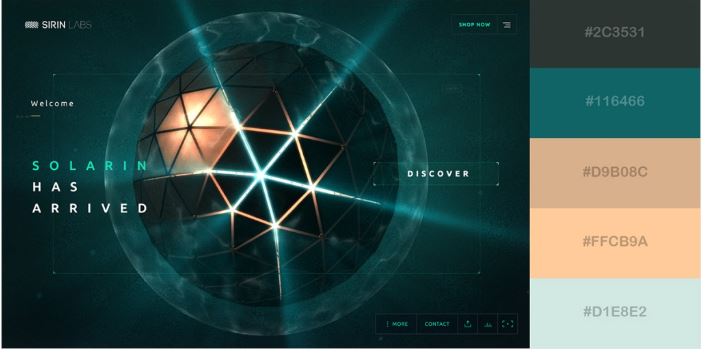 SIRIN LABS
SHOP NOW
Welcome
SOLARIN
HAS
ARRIVED
DISCOVER
MORE
CONTACT
#2C3531
#116466
#D9B08C
#FFCB9A
#D1E8E2